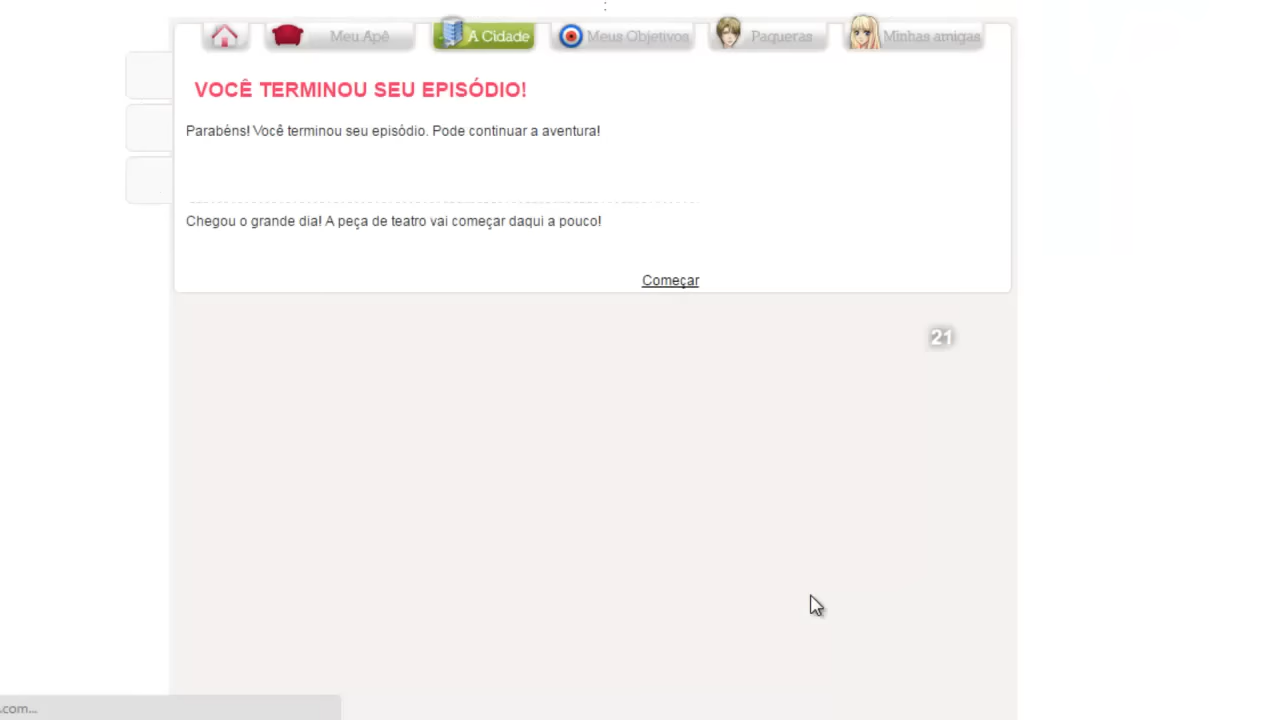 :
Meu Apê
A Cidade
Meus Objetivos
Paqueras
Minhas amigas
VOCÊ TERMINOU SEU EPISÓDIO!
Parabéns! Você terminou seu episódio. Pode continuar a aventura!
Chegou o grande dia! A peça de teatro vai começar daqui a pouco!
Começar
21
.com...